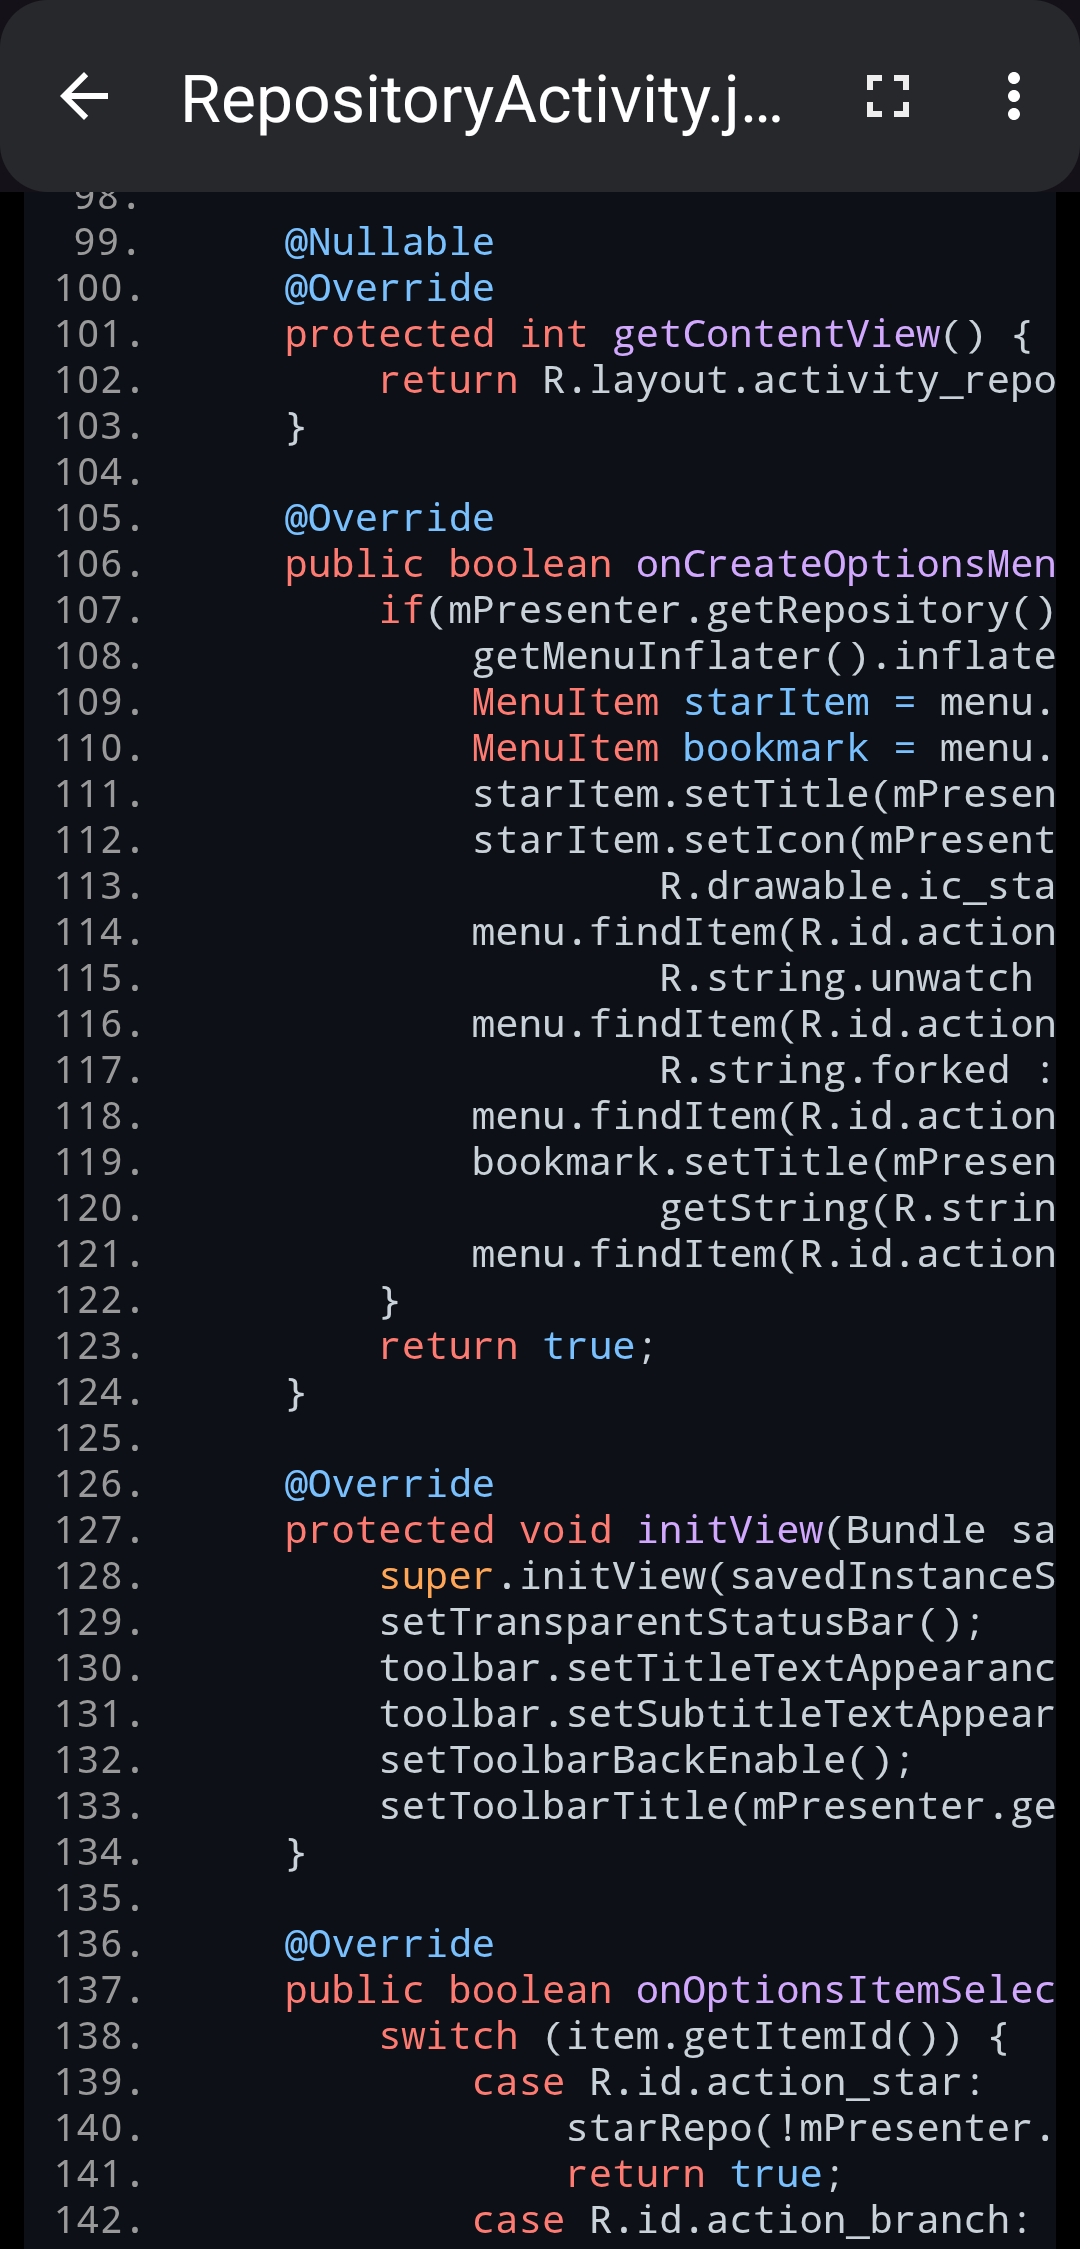 RepositoryActivity.j...
98.
99. @Nullable
100. @Override
101. protected int getContentView() {
102. return R.layout.activity_repo
103. }
104.
105. @Override
106. public boolean onCreateOptionsMen
107. if(mPresenter.getRepository()
108. getMenuInflater().inflate
109. MenuItem starItem = menu.
110. MenuItem bookmark = menu.
111. starItem.setTitle(mPresen
112. starItem.setIcon(mPresent
113. R.drawable.ic_sta
114. menu.findItem(R.id.action
115. R.string.unwatch
116. menu.findItem(R.id.action
117. R.string.forked :
118. menu.findItem(R.id.action
119. bookmark.setTitle(mPresen
120. getString(R.strin
121. menu.findItem(R.id.action
122. }
123. return true;
124. }
125.
126. @Override
127. protected void initView(Bundle sa
128. super.initView(savedInstanceS
129. setTransparentStatusBar();
130. toolbar.setTitleTextAppearanc
131. toolbar.setSubtitleTextAppear
132. setToolbarBackEnable();
133. setToolbarTitle(mPresenter.ge
134. }
135.
136. @Override
137. public boolean onOptionsItemSelec
138. switch (item.getItemId()) {
139. case R.id.action_star:
140. starRepo(!mPresenter.
141. return true;
142. case R.id.action_branch: